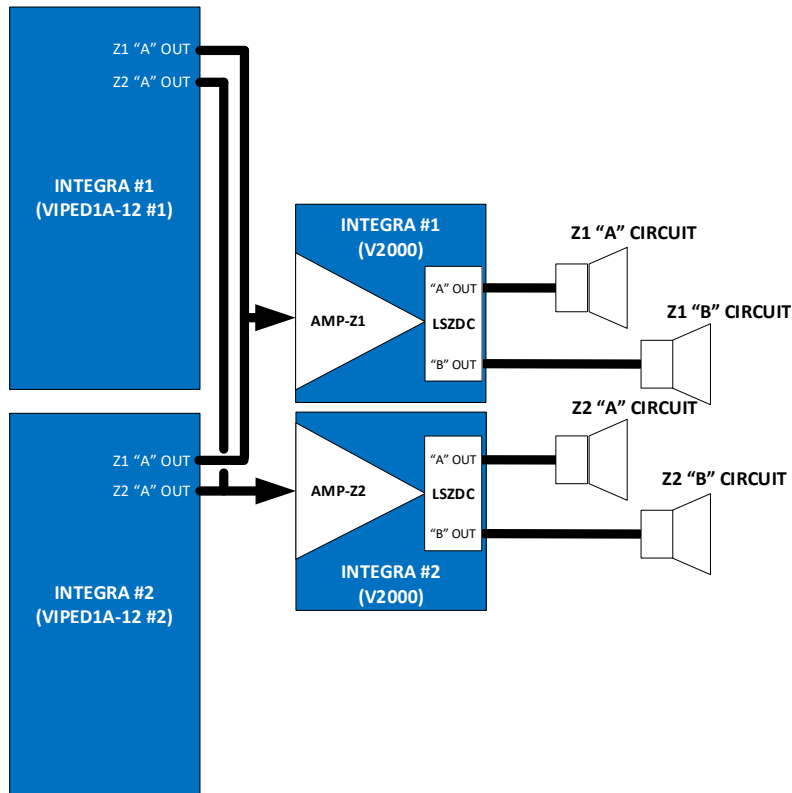 Z1 “A” OUT
Z2 “A” OUT
INTEGRA #1
(VIPED1A-12 #1)
INTEGRA #1
(V2000)
AMP-Z1
“A” OUT
LSZDC
“B” OUT
Z1 “A” CIRCUIT
Z1 “B” CIRCUIT
Z1 “A” OUT
Z2 “A” OUT
INTEGRA #2
(VIPED1A-12 #2)
AMP-Z2
“A” OUT
LSZDC
“B” OUT
INTEGRA #2
(V2000)
Z2 “A” CIRCUIT
Z2 “B” CIRCUIT